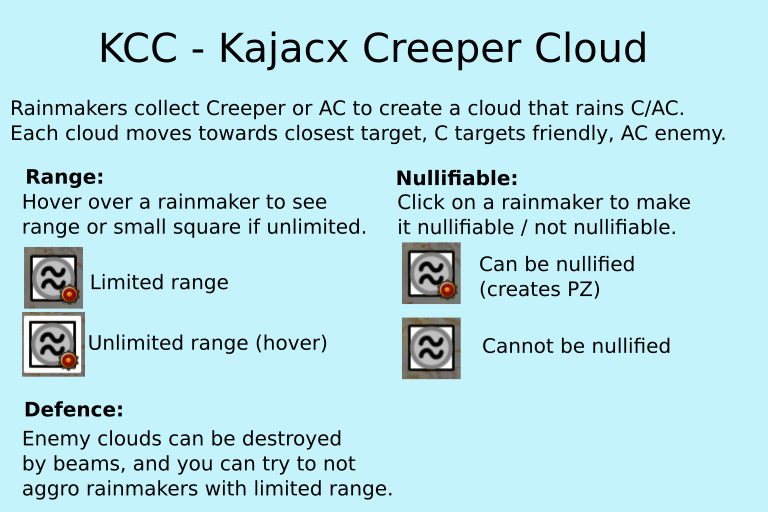 KCC - Kajacx Creeper Cloud
Rainmakers collect Creeper or AC to create a cloud that rains C/AC.
Each cloud moves towards closest target, C targets friendly, AC enemy.
Range:
Hover over a rainmaker to see
range or small square if unlimited.
Limited range
Unlimited range (hover)
Nullifiable:
Click on a rainmaker to make
it nullifiable / not nullifiable.
Can be nullified
(creates PZ)
Cannot be nullified
Defence:
Enemy clouds can be destroyed
by beams, and you can try to not
aggro rainmakers with limited range.